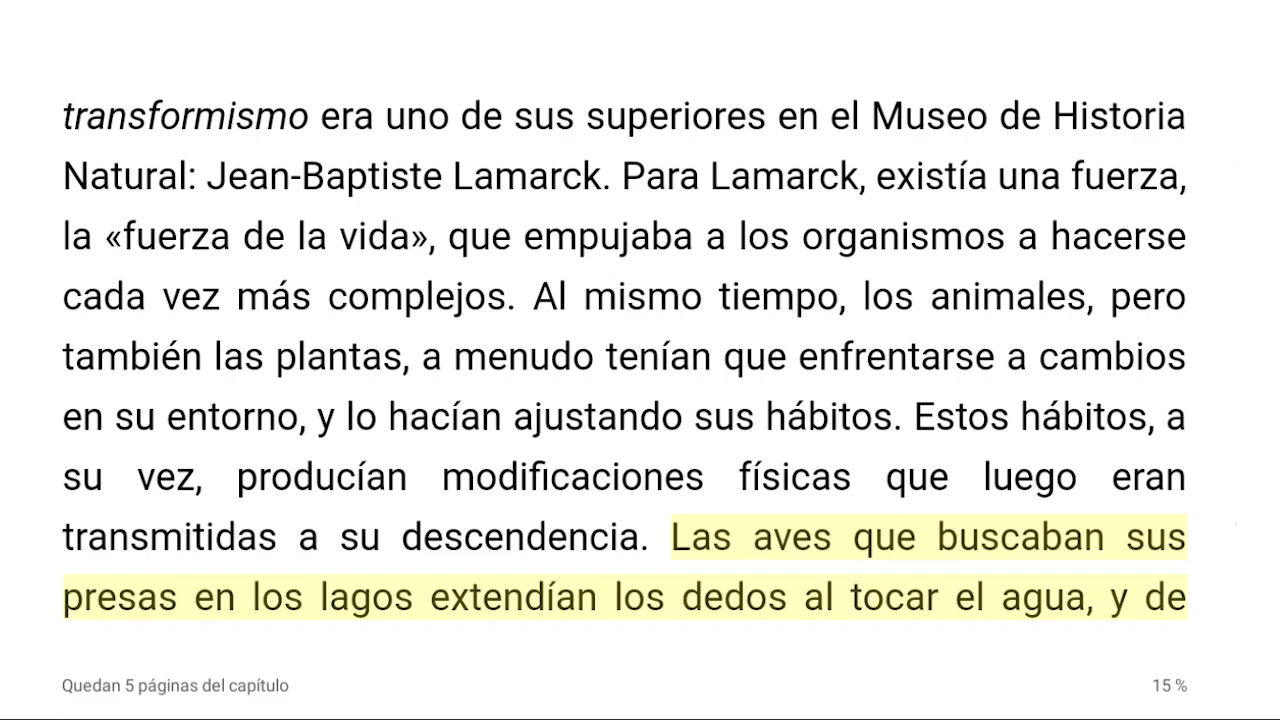 transformismo era uno de sus superiores en el Museo de Historia
Natural: Jean-Baptiste Lamarck. Para Lamarck, existía una fuerza,
la «fuerza de la vida», que empujaba a los organismos a hacerse
cada vez más complejos. Al mismo tiempo, los animales, pero
también las plantas, a menudo tenían que enfrentarse a cambios
en su entorno, y lo hacían ajustando sus hábitos. Estos hábitos, a
su vez, producían modificaciones físicas que luego eran
transmitidas a su descendencia. Las aves que buscaban sus
presas en los lagos extendían los dedos al tocar el agua, y de
Quedan 5 páginas del capítulo
15 %